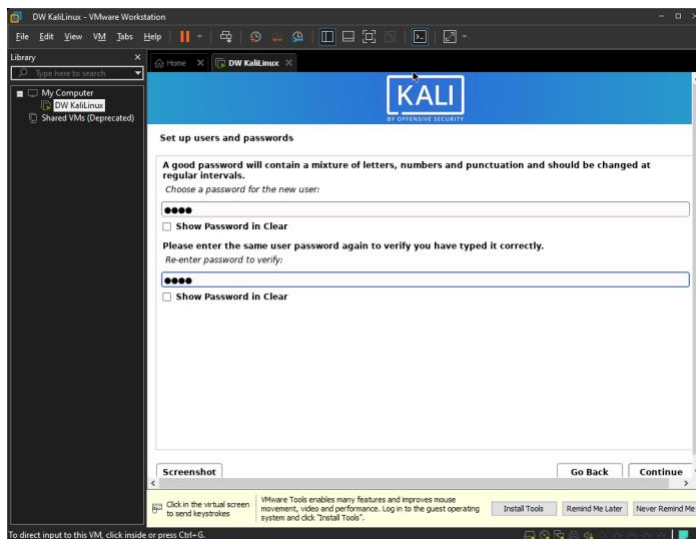 DW KaliLinux - VMware Workstation
File Edit View VM Tabs Help
Library
Type here to search
My Computer
DW KaliLinux
Shared VMs (Deprecated)
Home
DW KaliLinux
KALI
BY OFFENSIVE SECURITY
Set up users and passwords
A good password will contain a mixture of letters, numbers and punctuation and should be changed at
regular intervals.
Choose a password for the new user:
Show Password in Clear
Please enter the same user password again to verify you have typed it correctly.
Re-enter password to verify:
Show Password in Clear
Screenshot
Go Back
Continue
Click in the virtual screen
to send keystrokes
VMware Tools enables many features and improves mouse
movement, video and performance. Log in to the guest operating
system and click "Install Tools".
Install Tools
Remind Me Later
Never Remind Me
To direct input to this VM, click inside or press Ctrl+G.